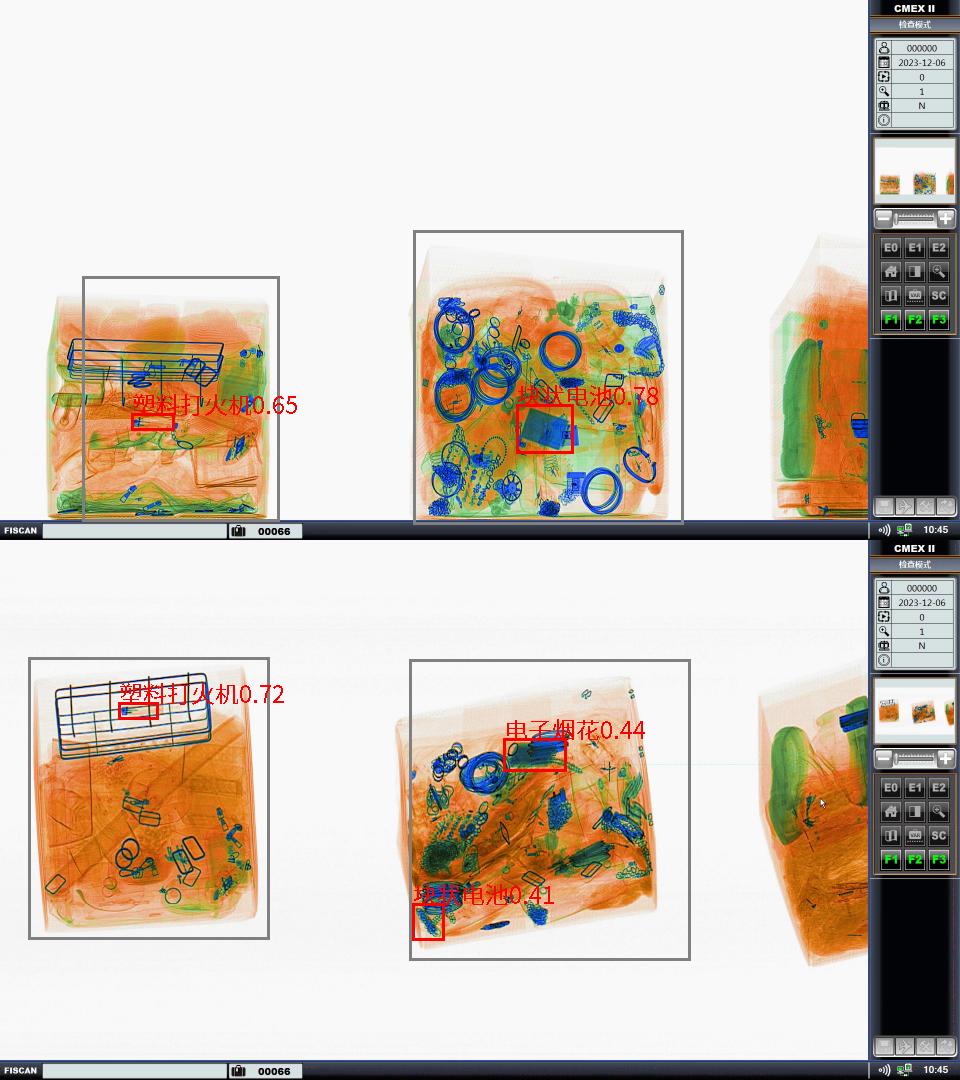 CMEX II
检查模式
000000
2023-12-06
0
1
N
E0 E1 E2
VAR SC
F1 F2 F3
塑料打火机0.65
块状电池0.78
FISCAN
00066
10:45
CMEX II
检查模式
000000
2023-12-06
0
1
N
E0 E1 E2
VAR SC
F1 F2 F3
塑料打火机0.72
电子烟花0.44
块状电池0.41
FISCAN
00066
10:45